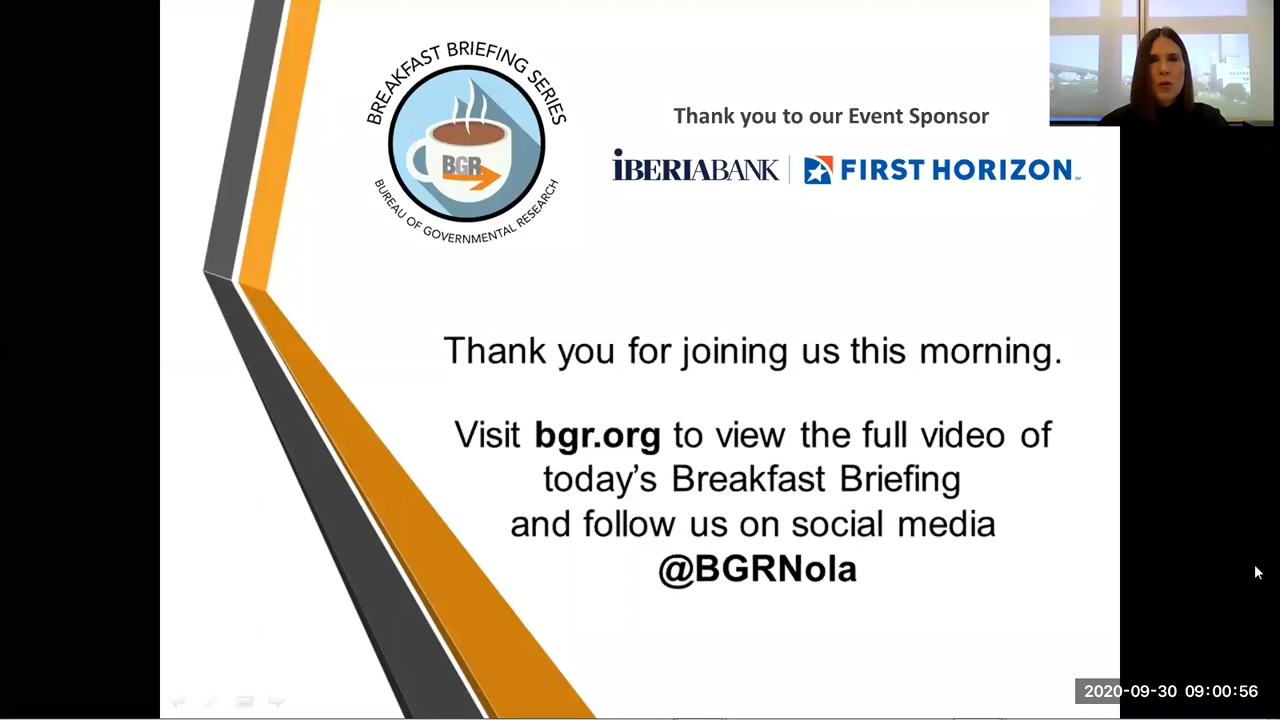 BREAKFAST BRIEFING SERIES
BGR
BUREAU OF GOVERNMENTAL RESEARCH
Thank you to our Event Sponsor
IBERIABANK | FIRST HORIZON
Thank you for joining us this morning.
Visit bgr.org to view the full video of
today's Breakfast Briefing
and follow us on social media
@BGRNola
2020-09-30 09:00:56